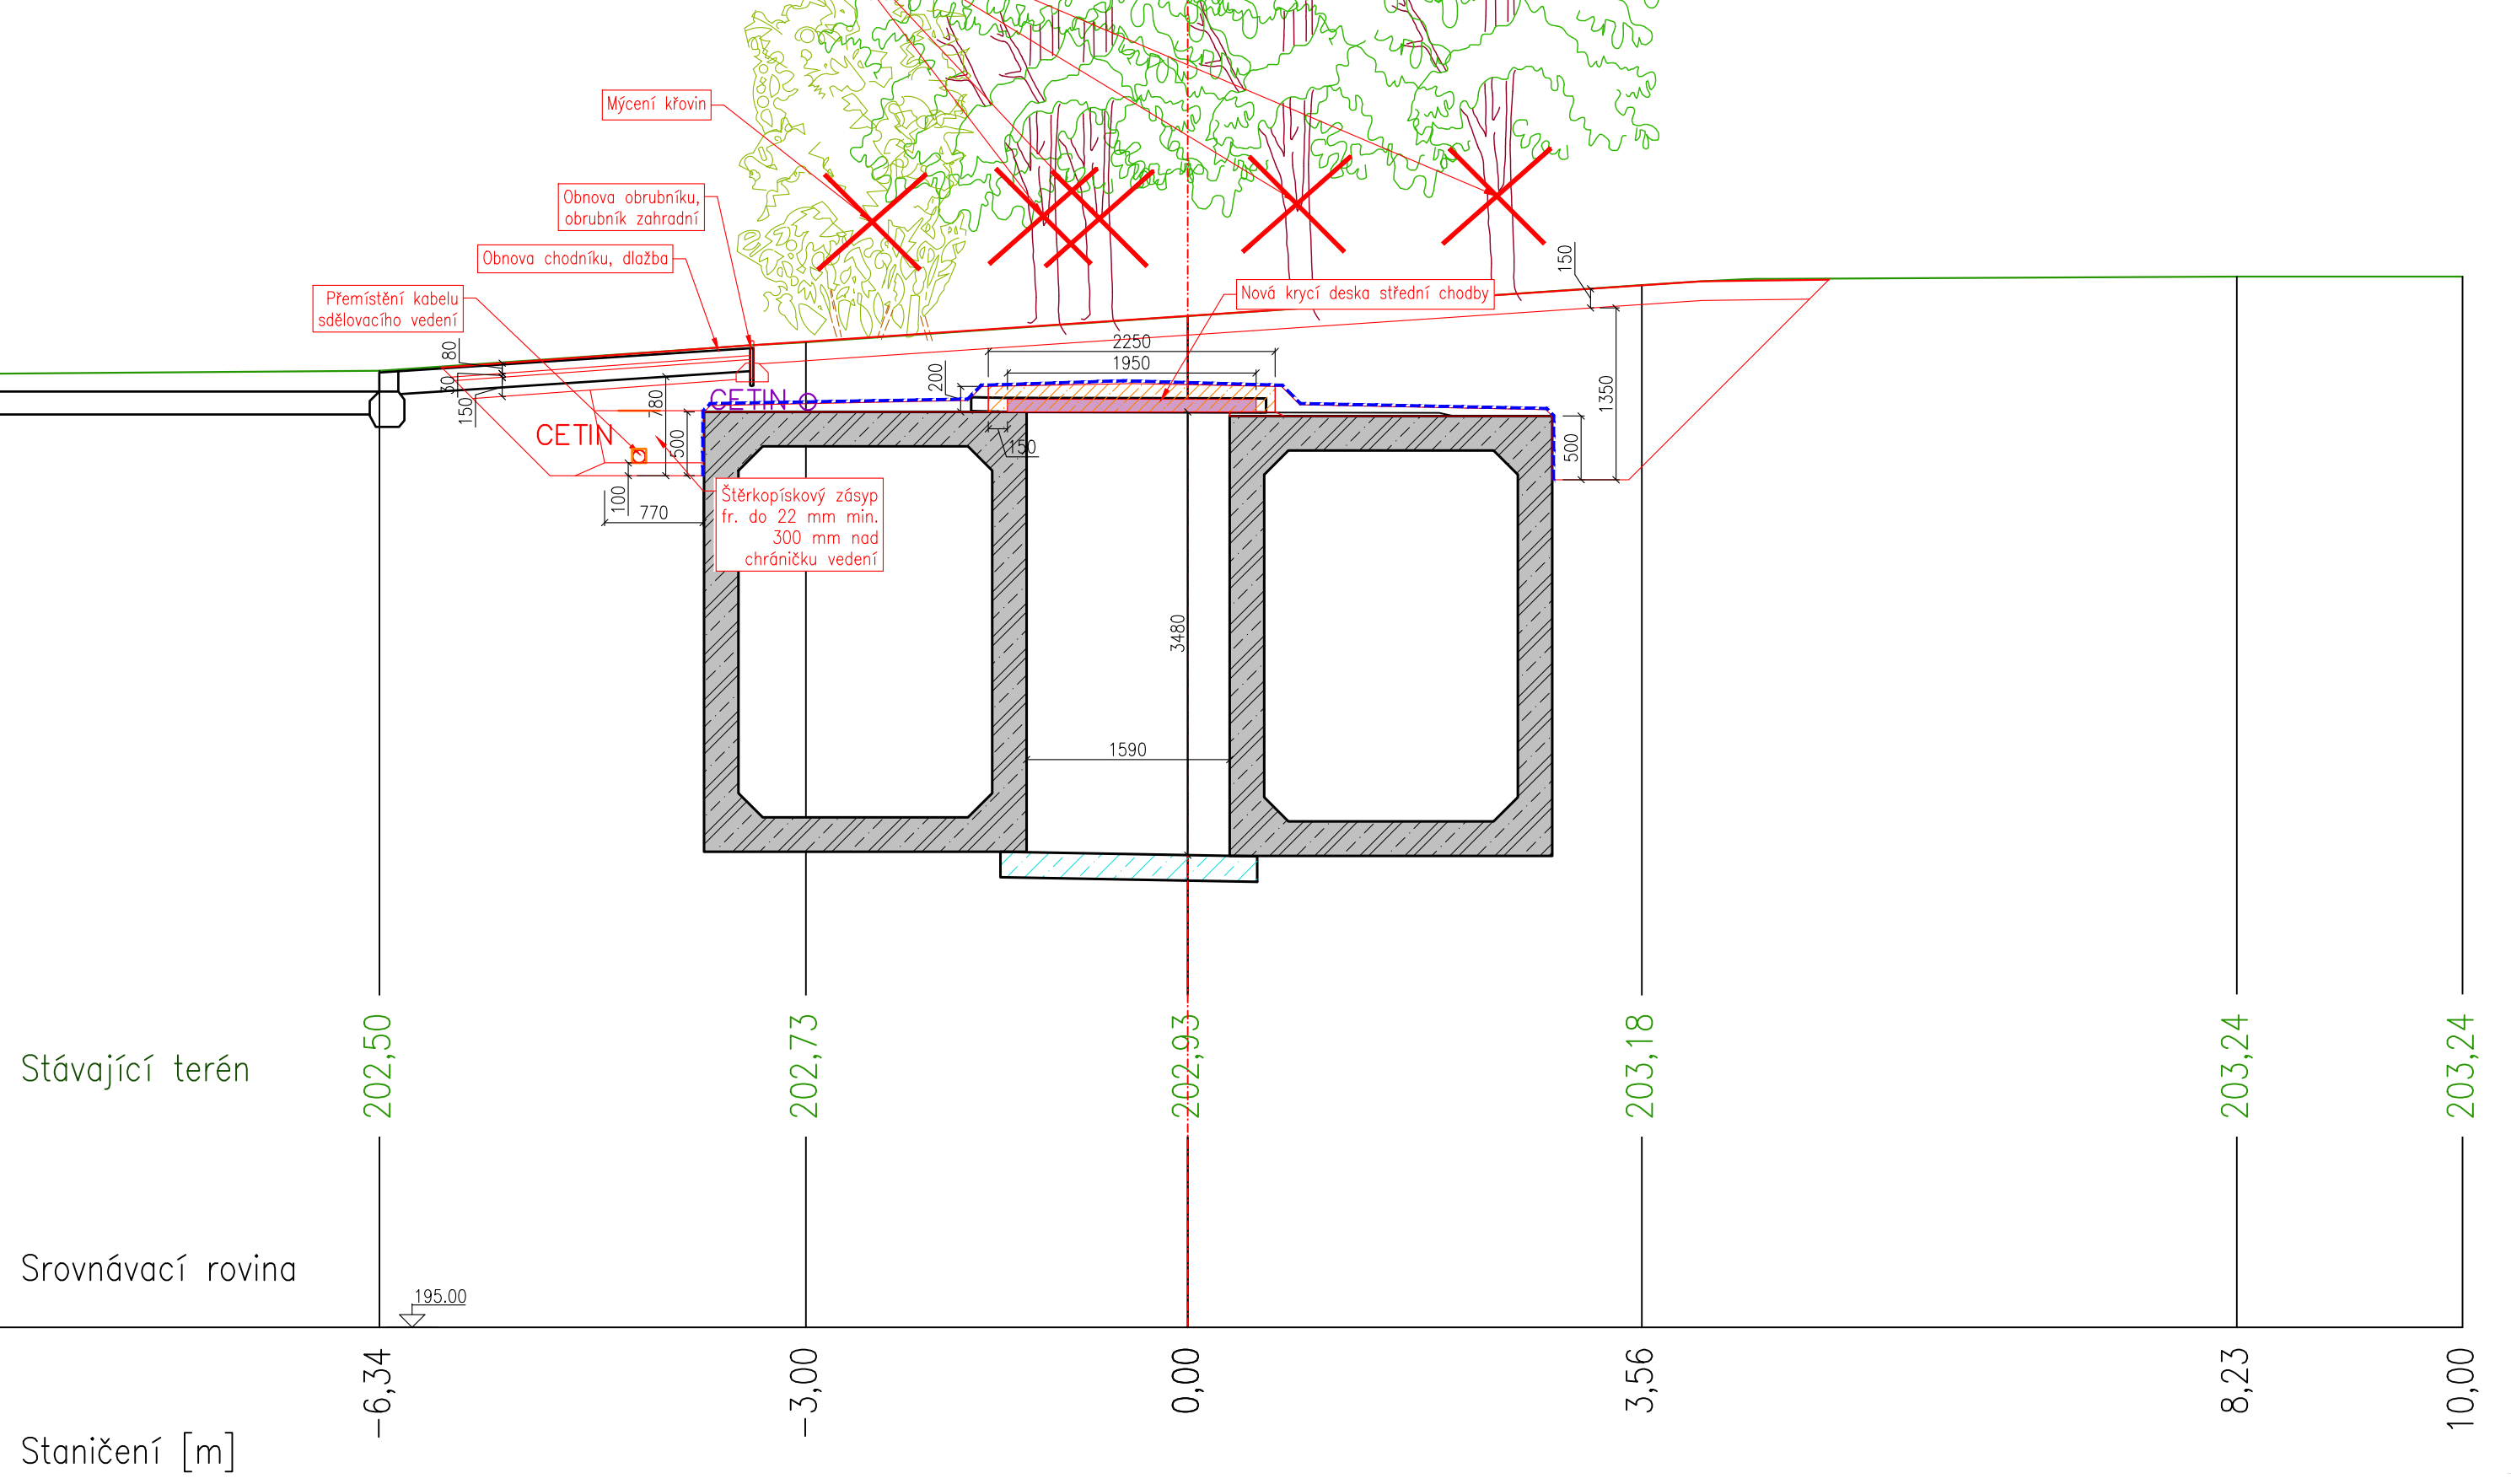 Mýcení křovin
Obnova obrubníku,
obrubník zahradní
Obnova chodníku, dlažba
Přemístění kabelu
sdělovacího vedení
Nová krycí deska střední chodby
150
2250
1950
200
80
30
150
780
500
CETIN
CETIN
150
1350
500
100
770
Štěrkopískový zásyp
fr. do 22 mm min.
300 mm nad
chráničku vedení
3480
1590
Stávající terén
202,50
202,73
202,93
203,18
203,24
203,24
Srovnávací rovina
195.00
-6,34
-3,00
0,00
3,56
8,23
10,00
Staničení [m]